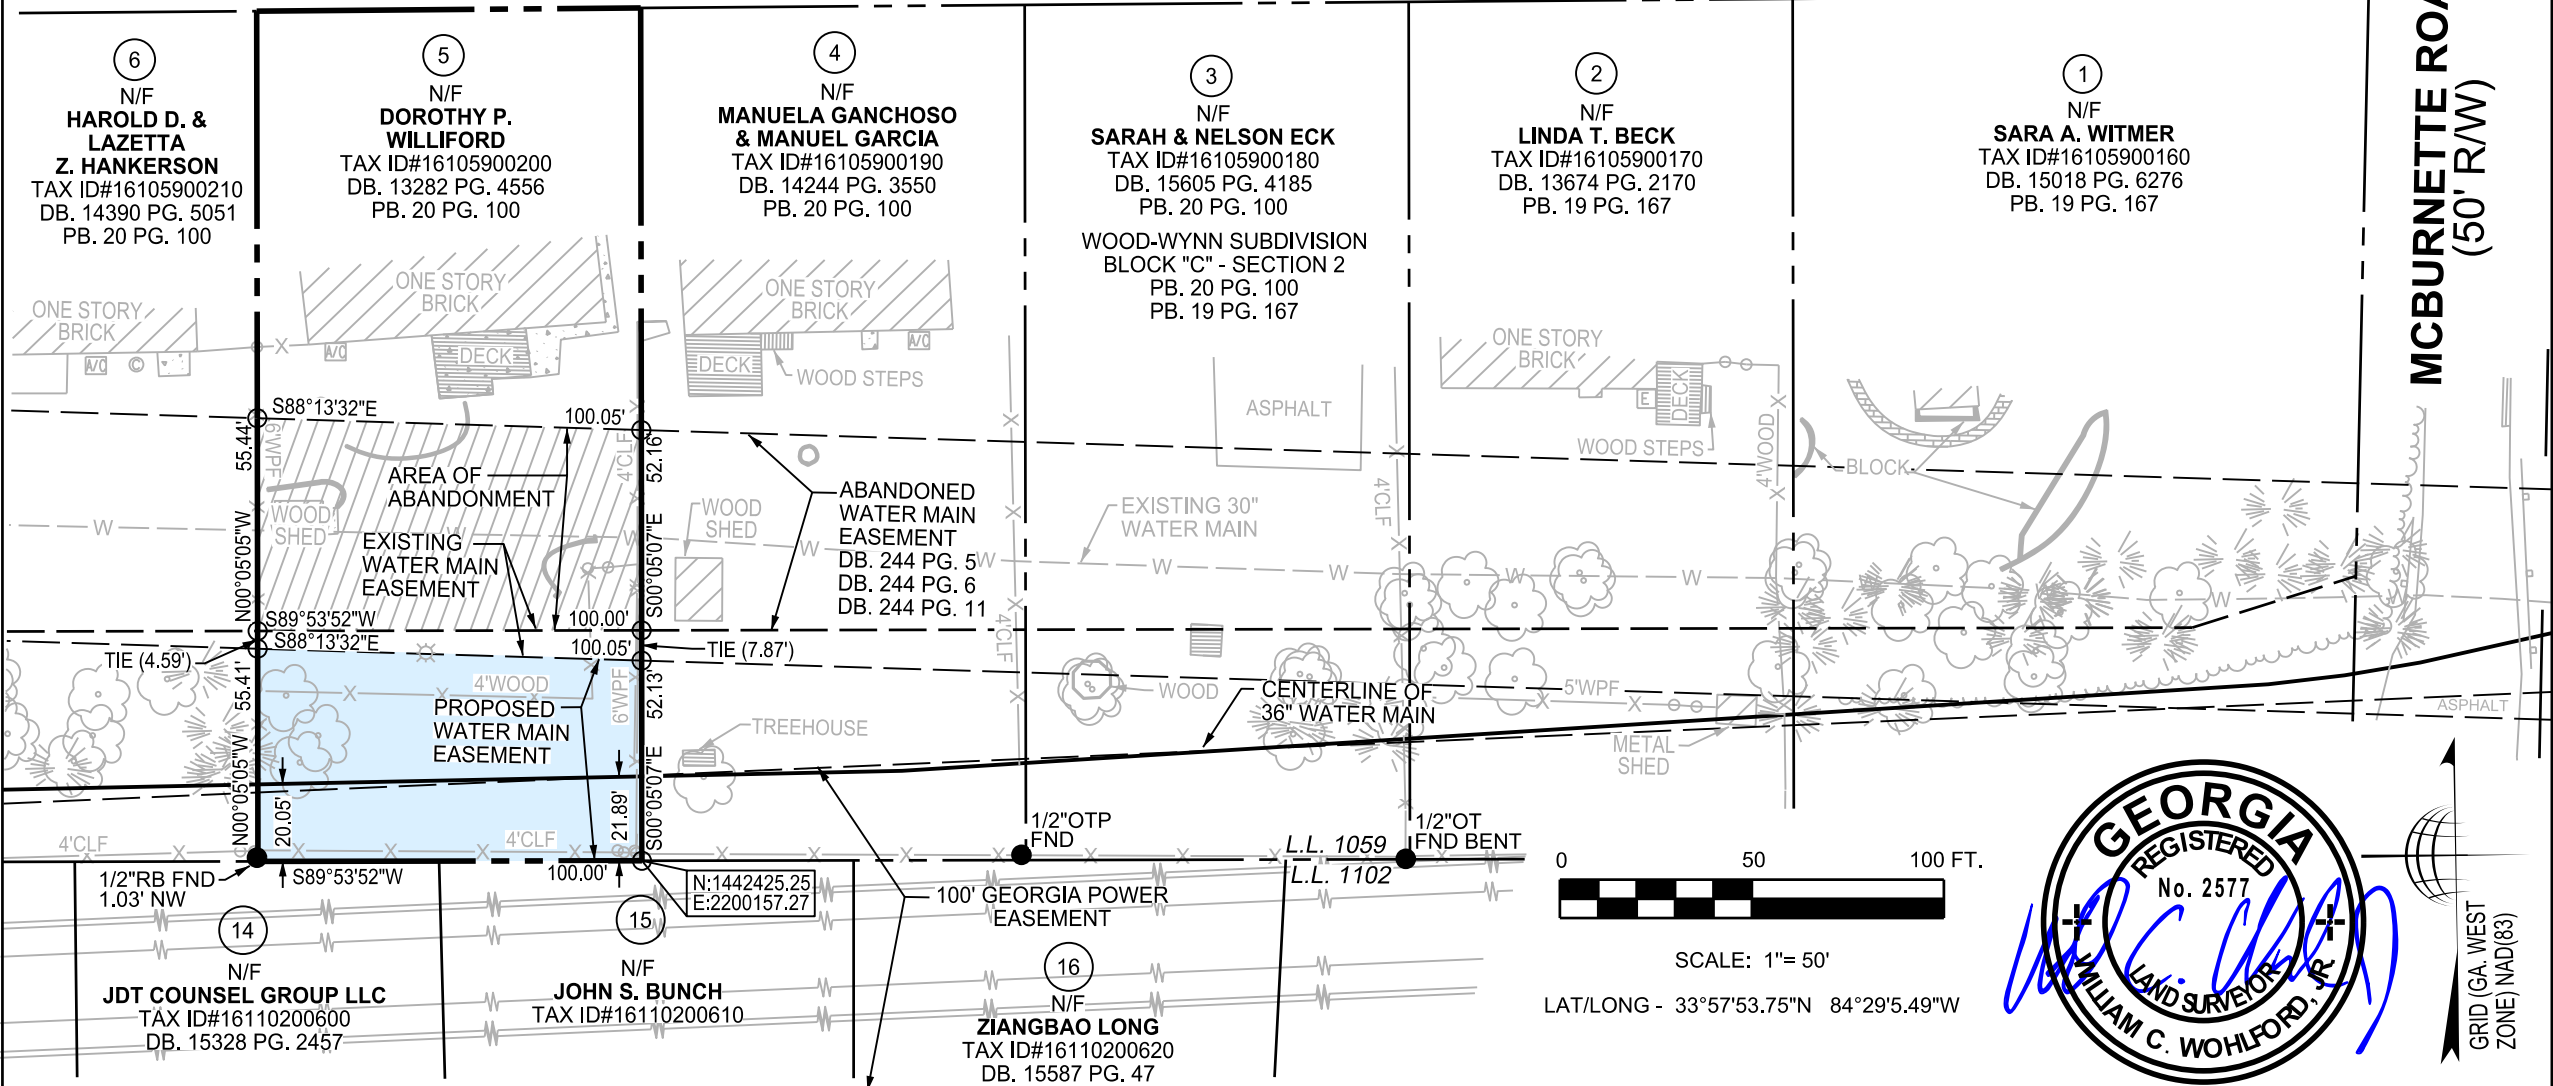 6
N/F
HAROLD D. &
LAZETTA
Z. HANKERSON
TAX ID#16105900210
DB. 14390 PG. 5051
PB. 20 PG. 100
5
N/F
DOROTHY P.
WILLIFORD
TAX ID#16105900200
DB. 13282 PG. 4556
PB. 20 PG. 100
4
N/F
MANUELA GANCHOSO
& MANUEL GARCIA
TAX ID#16105900190
DB. 14244 PG. 3550
PB. 20 PG. 100
3
N/F
SARAH & NELSON ECK
TAX ID#16105900180
DB. 15605 PG. 4185
PB. 20 PG. 100
WOOD-WYNN SUBDIVISION
BLOCK "C" - SECTION 2
PB. 20 PG. 100
PB. 19 PG. 167
2
N/F
LINDA T. BECK
TAX ID#16105900170
DB. 13674 PG. 2170
PB. 19 PG. 167
1
N/F
SARA A. WITMER
TAX ID#16105900160
DB. 15018 PG. 6276
PB. 19 PG. 167
MCBURNETTE ROA
(50' R/W)
ONE STORY
BRICK
A/C
©
ONE STORY
BRICK
A/C
DECK
X
ONE STORY
BRICK
A/C
DECK
WOOD STEPS
ASPHALT
ONE STORY
BRICK
E
DECK
WOOD STEPS
4'WOOD
BLOCK
S88°13'32"E
100.05'
55.44'
6'WPF
4'CLF
52.16'
AREA OF
ABANDONMENT
WOOD
SHED
EXISTING
WATER MAIN
EASEMENT
N00°05'05"W
S00°05'07"E
WOOD
SHED
ABANDONED
WATER MAIN
EASEMENT
DB. 244 PG. 5
DB. 244 PG. 6
DB. 244 PG. 11
EXISTING 30"
WATER MAIN
4'CLF
4'CLF
W W W W W W W W W W
S89°53'52"W
100.00'
S88°13'32"E
100.05'
TIE (4.59')
TIE (7.87')
55.41'
4'WOOD
6'WPF
52.13'
PROPOSED
WATER MAIN
EASEMENT
N00°05'05"W
S00°05'07"E
20.05'
21.89'
TREEHOUSE
WOOD
CENTERLINE OF
36" WATER MAIN
5'WPF
METAL
SHED
ASPHALT
4'CLF
4'CLF
1/2"RB FND
1.03' NW
S89°53'52"W
100.00'
N:1442425.25
E:2200157.27
1/2"OTP
FND
1/2"OT
FND BENT
L.L. 1059
L.L. 1102
100' GEORGIA POWER
EASEMENT
14
N/F
JDT COUNSEL GROUP LLC
TAX ID#16110200600
DB. 15328 PG. 2457
15
N/F
JOHN S. BUNCH
TAX ID#16110200610
16
N/F
ZIANGBAO LONG
TAX ID#16110200620
DB. 15587 PG. 47
0 50 100 FT.
SCALE: 1"= 50'
LAT/LONG - 33°57'53.75"N 84°29'5.49"W
GEORGIA
REGISTERED
No. 2577
LAND SURVEYOR
WILLIAM C. WOHLFORD, JR
GRID (GA. WEST
ZONE) NAD(83)